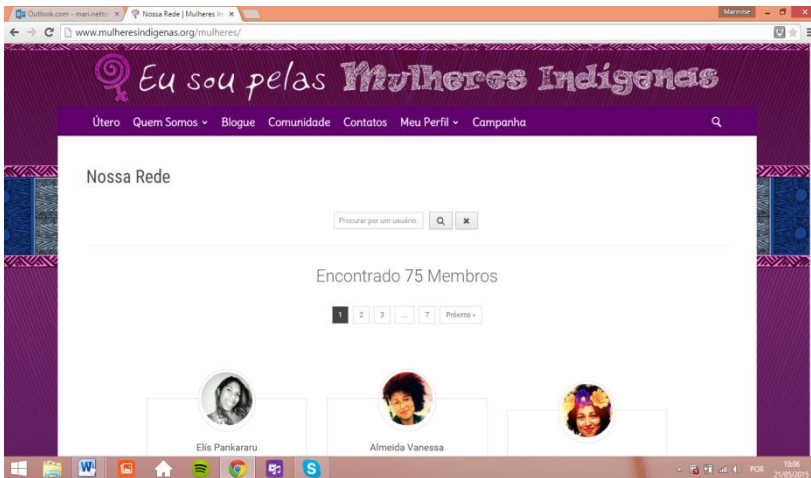 Outlook.com - mari.netto
Nossa Rede | Mulheres In
Marinilse
www.mulheresindigenas.org/mulheres/
Eu sou pelas Mulheres Indígenas
Útero Quem Somos Blogue Comunidade Contatos Meu Perfil Campanha
Nossa Rede
Procurar por um usuário.
Encontrado 75 Membros
1 2 3 ... 7 Próximo »
Elís Pankararu Almeida Vanessa
POR
10:06
21/05/2015